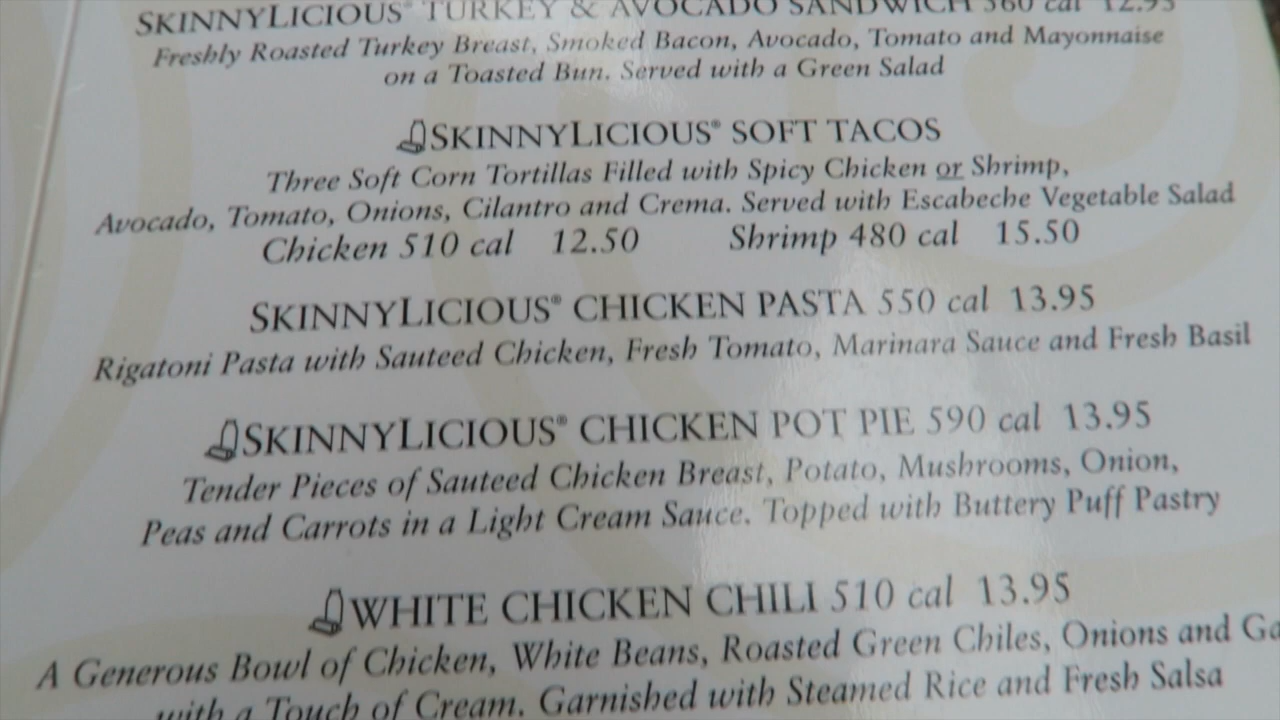 SKINNYLICIOUS® TURKEY & AVOCADO SANDWICH 560 cal 12.95
Freshly Roasted Turkey Breast, Smoked Bacon, Avocado, Tomato and Mayonnaise
on a Toasted Bun. Served with a Green Salad
SKINNYLICIOUS® SOFT TACOS
Three Soft Corn Tortillas Filled with Spicy Chicken or Shrimp,
Avocado, Tomato, Onions, Cilantro and Crema. Served with Escabeche Vegetable Salad
Chicken 510 cal 12.50 Shrimp 480 cal 15.50
SKINNYLICIOUS® CHICKEN PASTA 550 cal 13.95
Rigatoni Pasta with Sauteed Chicken, Fresh Tomato, Marinara Sauce and Fresh Basil
SKINNYLICIOUS® CHICKEN POT PIE 590 cal 13.95
Tender Pieces of Sauteed Chicken Breast, Potato, Mushrooms, Onion,
Peas and Carrots in a Light Cream Sauce. Topped with Buttery Puff Pastry
WHITE CHICKEN CHILI 510 cal 13.95
A Generous Bowl of Chicken, White Beans, Roasted Green Chiles, Onions and Ga
with a Touch of Cream. Garnished with Steamed Rice and Fresh Salsa